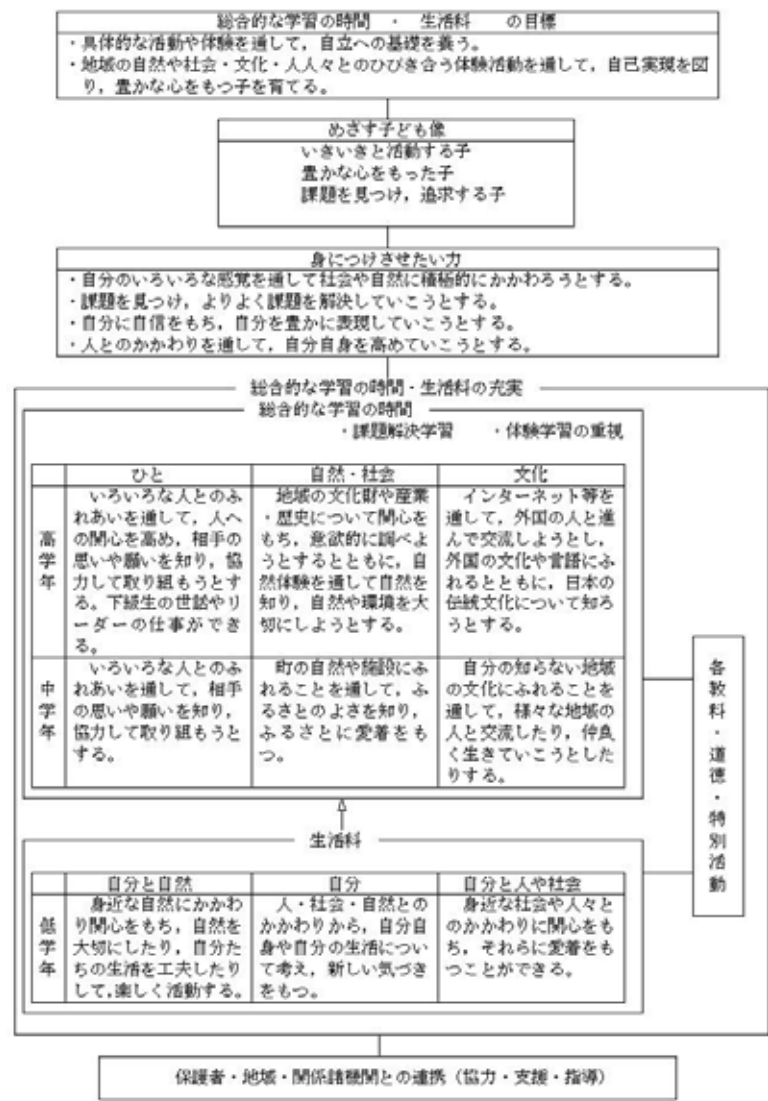 総合的な学習の時間 ・ 生活科 の目標
・具体的な活動や体験を通して，自立への基礎を養う。
・地域の自然や社会・文化・人人々とのひびき合う体験活動を通して，自己実現を図
り，豊かな心をもつ子を育てる。
めざす子ども像
いきいきと活動する子
豊かな心をもった子
課題を見つけ，追求する子
身につけさせたい力
・自分のいろいろな感覚を通して社会や自然に積極的にかかわろうとする。
・課題を見つけ，よりよく課題を解決していこうとする。
・自分に自信をもち，自分を豊かに表現していこうとする。
・人とのかかわりを通して，自分自身を高めていこうとする。
総合的な学習の時間・生活科の充実
総合的な学習の時間
・課題解決学習 ・体験学習の重視
ひと
自然・社会
文化
高学年
いろいろな人とのふ
れあいを通して，人へ
の関心を高め，相手の
思いや願いを知り，協
力して取り組もうとす
る。下級生の世話やリ
ーダーの仕事ができ
る。
地域の文化財や産業
・歴史について関心を
もち，意欲的に調べよ
うとするとともに，自
然体験を通して自然を
知り，自然や環境を大
切にしようとする。
インターネット等を
通して，外国の人と進
んで交流しようとし，
外国の文化や言語にふ
れるとともに，日本の
伝統文化について知ろ
うとする。
中学年
いろいろな人とのふ
れあいを通して，相手
の思いや願いを知り，
協力して取り組もうと
する。
町の自然や施設にふ
れることを通して，ふ
るさとのよさを知り，
ふるさとに愛着をも
つ。
自分の知らない地域
の文化にふれることを
通して，様々な地域の
人と交流したり，仲良
く生きていこうとした
りする。
各教科・道徳・特別活動
生活科
自分と自然
自分
自分と人や社会
低学年
身近な自然にかかわ
り関心をもち，自然を
大切にしたり，自分た
ちの生活を工夫したり
して，楽しく活動する。
人・社会・自然との
かかわりから，自分自
身や自分の生活につい
て考え，新しい気づき
をもつ。
身近な社会や人々と
のかかわりに関心をも
ち，それらに愛着をも
つことができる。
保護者・地域・関係諸機関との連携（協力・支援・指導）